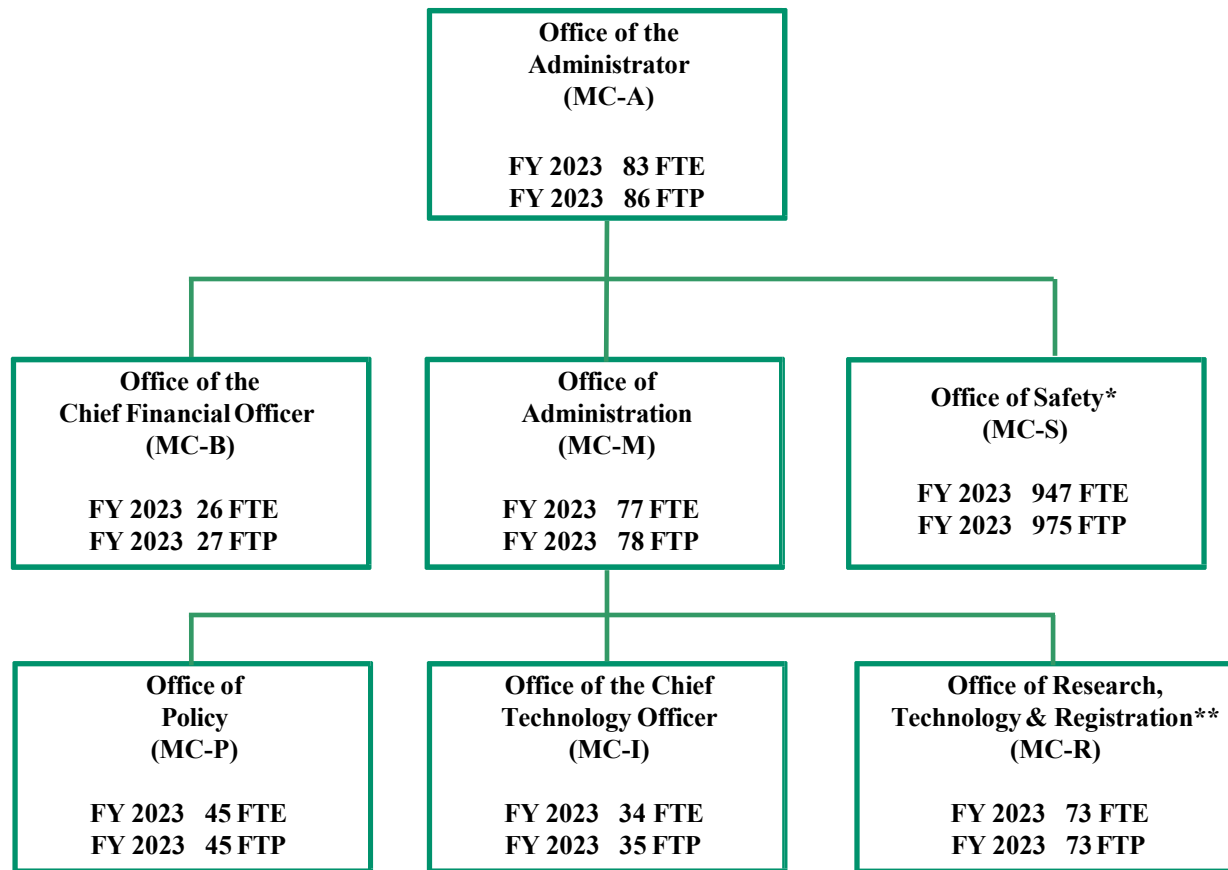 Office of the
Administrator
(MC-A)
FY 2023 83 FTE
FY 2023 86 FTP
Office of the
Chief Financial Officer
(MC-B)
FY 2023 26 FTE
FY 2023 27 FTP
Office of
Administration
(MC-M)
FY 2023 77 FTE
FY 2023 78 FTP
Office of Safety*
(MC-S)
FY 2023 947 FTE
FY 2023 975 FTP
Office of
Policy
(MC-P)
FY 2023 45 FTE
FY 2023 45 FTP
Office of the Chief
Technology Officer
(MC-I)
FY 2023 34 FTE
FY 2023 35 FTP
Office of Research,
Technology & Registration**
(MC-R)
FY 2023 73 FTE
FY 2023 73 FTP